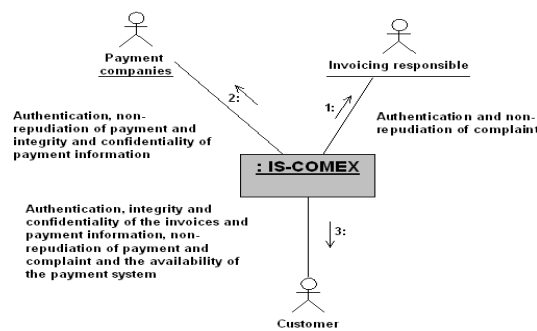 Payment
companies
Invoicing responsible
2:
1:
Authentication, non-
repudiation of payment and
integrity and confidentiality of
payment information
Authentication and non-
repudiation of complaint
: IS-COMEX
Authentication, integrity and
confidentiality of the invoices and
payment information, non-
repudiation of payment and
complaint and the availability of
the payment system
3:
Customer